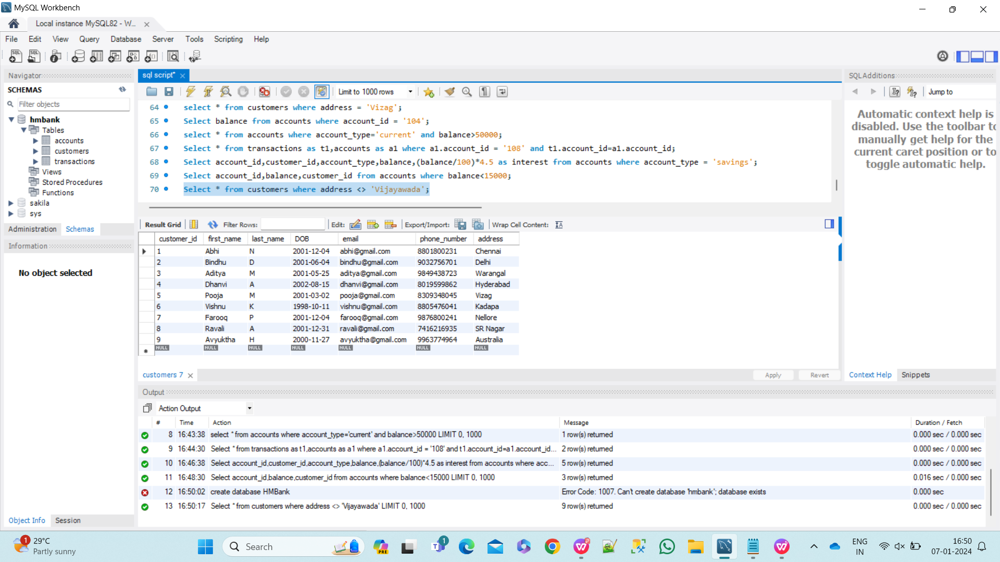 MySQL Workbench
Local instance MySQL82 - W...
File Edit View Query Database Server Tools Scripting Help
Navigator
SCHEMAS
Filter objects
hmbank
Tables
accounts
customers
transactions
Views
Stored Procedures
Functions
sakila
sys
Administration Schemas
Information
No object selected
Object Info Session
sql script*
Limit to 1000 rows
64 select * from customers where address = 'Vizag';
65 Select balance from accounts where account_id = '104';
66 select * from accounts where account_type='current' and balance>50000;
67 Select * from transactions as t1,accounts as a1 where a1.account_id = '108' and t1.account_id=a1.account_id;
68 Select account_id,customer_id,account_type,balance,(balance/100)*4.5 as interest from accounts where account_type = 'savings';
69 Select account_id,balance,customer_id from accounts where balance<15000;
70 Select * from customers where address <> 'Vijayawada';
Result Grid Filter Rows: Edit: Export/Import: Wrap Cell Content:
customer_id first_name last_name DOB email phone_number address
1 Abhi N 2001-12-04 abhi@gmail.com 8801800231 Chennai
2 Bindhu D 2001-06-04 bindhu@gmail.com 9032756701 Delhi
3 Aditya M 2001-05-25 aditya@gmail.com 9849438723 Warangal
4 Dhanvi A 2002-08-15 dhanvi@gmail.com 8019599862 Hyderabad
5 Pooja M 2001-03-02 pooja@gmail.com 8309348045 Vizag
6 Vishnu K 1998-10-11 vishnu@gmail.com 8805476041 Kadapa
7 Farooq P 2001-12-04 farooq@gmail.com 9876800241 Nellore
8 Ravali A 2001-12-31 ravali@gmail.com 7416216935 SR Nagar
9 Avyuktha H 2000-11-27 avyuktha@gmail.com 9963774964 Australia
NULL NULL NULL NULL NULL NULL NULL
customers 7 Apply Revert
SQLAdditions
Jump to
Automatic context help is
disabled. Use the toolbar to
manually get help for the
current caret position or to
toggle automatic help.
Context Help Snippets
Output
Action Output
# Time Action Message Duration / Fetch
8 16:43:38 select * from accounts where account_type='current' and balance>50000 LIMIT 0, 1000 1 row(s) returned 0.000 sec / 0.000 sec
9 16:44:30 Select * from transactions as t1,accounts as a1 where a1.account_id = '108' and t1.account_id=a1.account_id... 2 row(s) returned 0.000 sec / 0.000 sec
10 16:46:38 Select account_id,customer_id,account_type,balance,(balance/100)*4.5 as interest from accounts where acc... 5 row(s) returned 0.000 sec / 0.000 sec
11 16:48:30 Select account_id,balance,customer_id from accounts where balance<15000 LIMIT 0, 1000 3 row(s) returned 0.016 sec / 0.000 sec
12 16:50:02 create database HMBank Error Code: 1007. Can't create database 'hmbank'; database exists 0.000 sec
13 16:50:17 Select * from customers where address <> 'Vijayawada' LIMIT 0, 1000 9 row(s) returned 0.000 sec / 0.000 sec
1 29°C
Partly sunny
Search
PRE
1
ENG
IN
16:50
07-01-2024